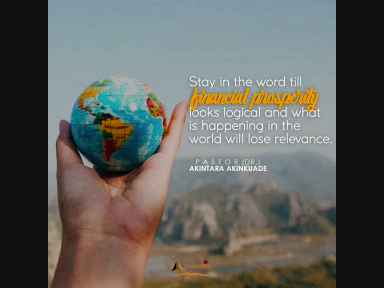 Stay in the word till
financial prosperity
looks logical and what
is happening in the
world will lose relevance.
PASTOR (DR.)
AKINTARA AKINKUADE